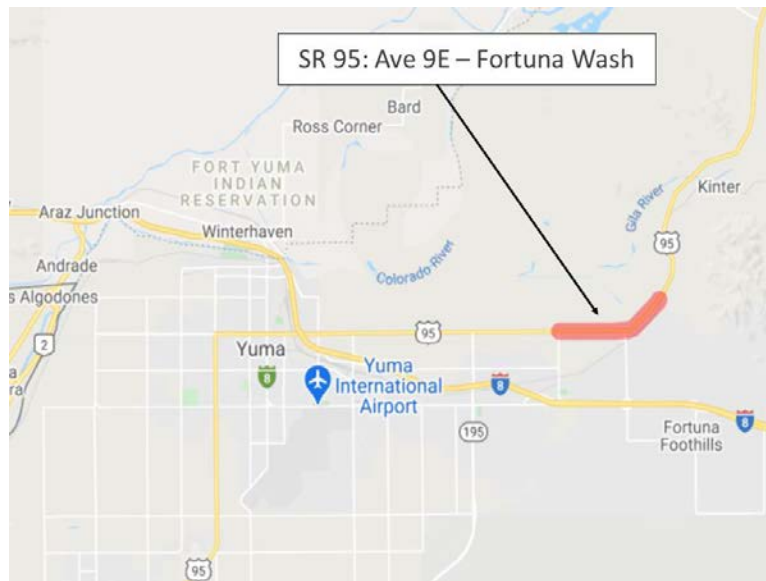 SR 95: Ave 9E – Fortuna Wash
Bard
Ross Corner
FORT YUMA
INDIAN
RESERVATION
Kinter
Gila River
Araz Junction
Winterhaven
95
Colorado River
Andrade
s Algodones
95
2
Yuma
8
Yuma
International
Airport
8
a
ra
195
Fortuna
Foothills
8
95